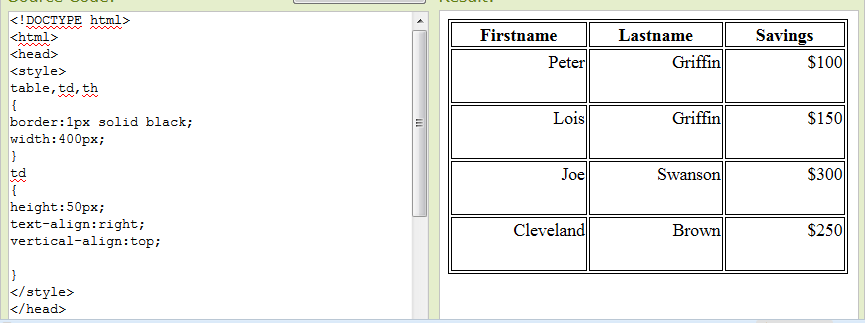 Source Code:
Result:
<!DOCTYPE html>
<html>
<head>
<style>
table,td,th
{
border:1px solid black;
width:400px;
}
td
{
height:50px;
text-align:right;
vertical-align:top;

}
</style>
</head>
Firstname Lastname Savings
Peter Griffin $100
Lois Griffin $150
Joe Swanson $300
Cleveland Brown $250